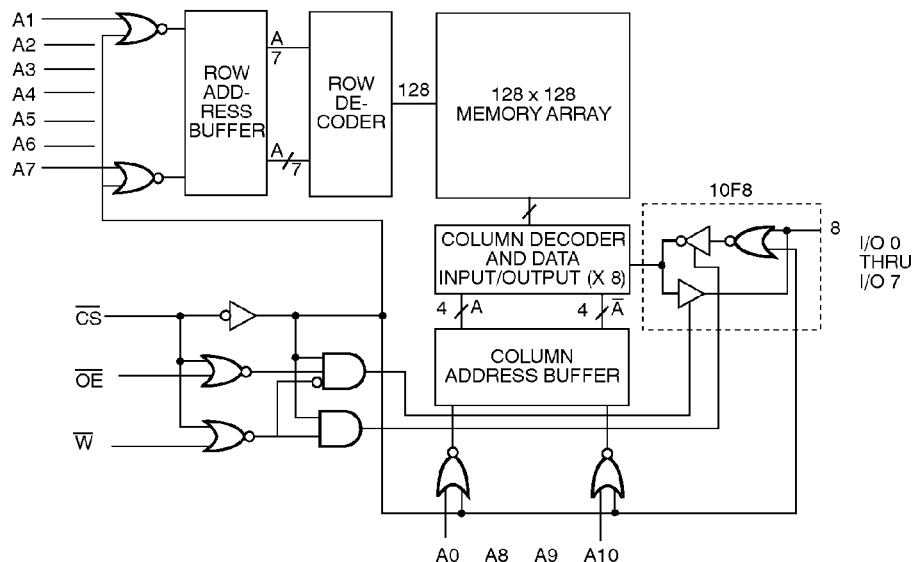 A1
A2
A3
A4
A5
A6
A7
ROW
ADD-
RESS
BUFFER
A
7
A
7
ROW
DE-
CODER
128
128 x 128
MEMORY ARRAY
10F8
8
I/O 0
THRU
I/O 7
COLUMN DECODER
AND DATA
INPUT/OUTPUT (X 8)
4 A
4 A̅
C̅S̅
O̅E̅
W̅
COLUMN
ADDRESS BUFFER
A0 A8 A9 A10